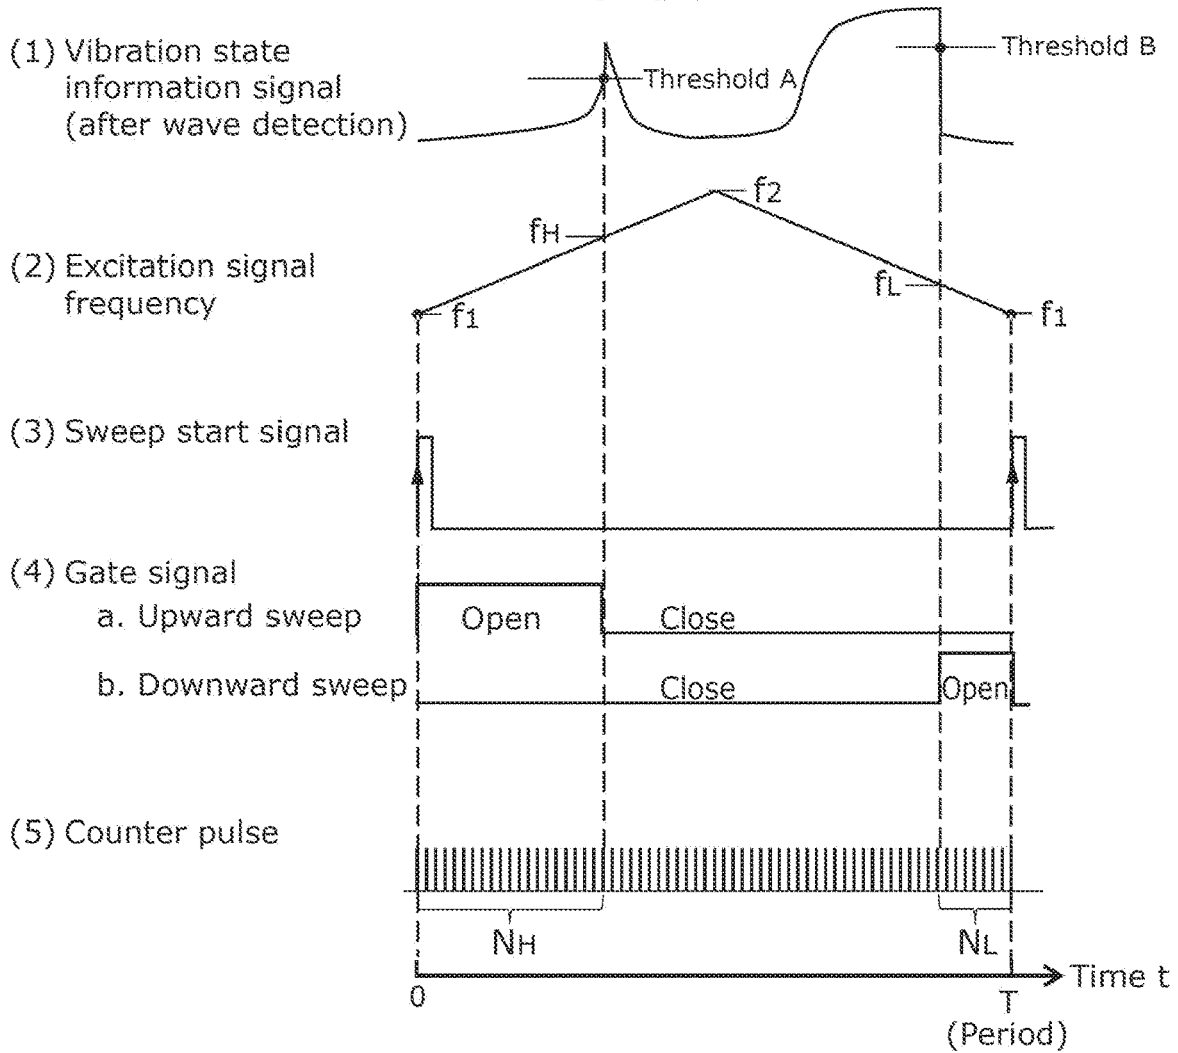 (1) Vibration state
information signal
(after wave detection)
Threshold A
Threshold B
(2) Excitation signal
frequency
f1
fH
f2
fL
f1
(3) Sweep start signal
(4) Gate signal
a. Upward sweep
Open
Close
b. Downward sweep
Close
Open
(5) Counter pulse
NH
NL
0
T
(Period)
Time t